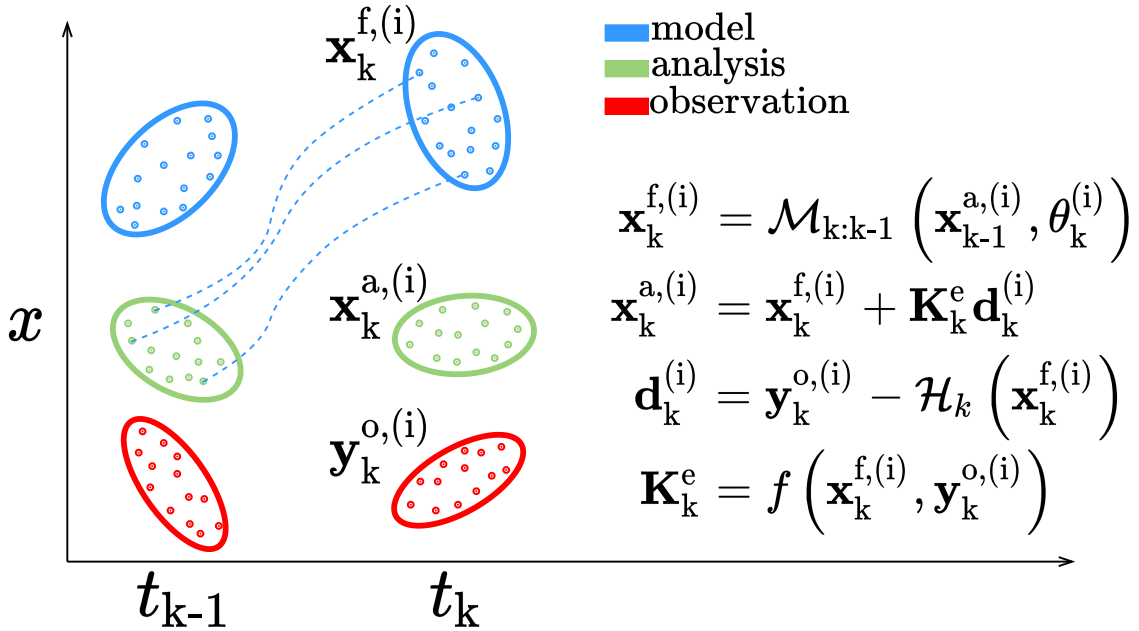 x_k^{f,(i)}
model
analysis
observation
x_k^{f,(i)} = M_{k:k-1} ( x_{k-1}^{a,(i)} , θ_k^{(i)} )
x
x_k^{a,(i)}
x_k^{a,(i)} = x_k^{f,(i)} + K_k^e d_k^{(i)}
d_k^{(i)} = y_k^{o,(i)} − H_k ( x_k^{f,(i)} )
y_k^{o,(i)}
K_k^e = f ( x_k^{f,(i)} , y_k^{o,(i)} )
t_{k-1}
t_k